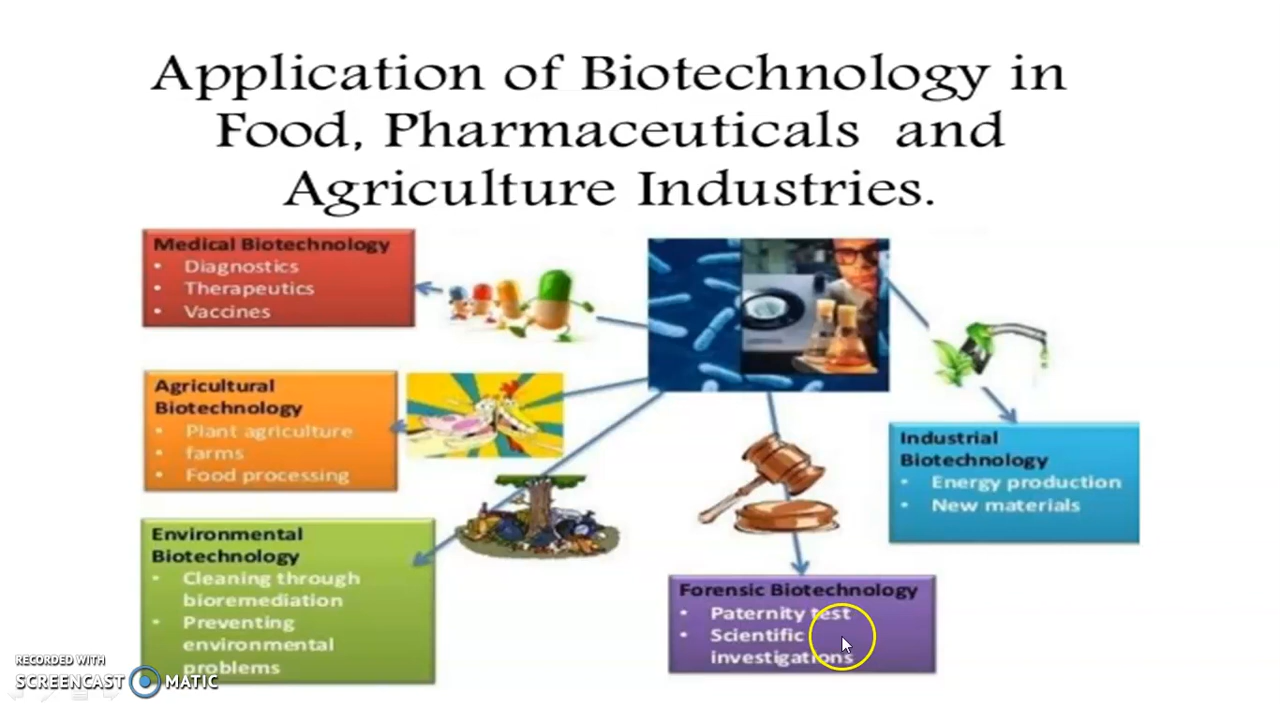 Application of Biotechnology in
Food, Pharmaceuticals and
Agriculture Industries.
Medical Biotechnology
• Diagnostics
• Therapeutics
• Vaccines
Agricultural
Biotechnology
• Plant agriculture
• farms
• Food processing
Environmental
Biotechnology
• Cleaning through
bioremediation
• Preventing
environmental
problems
Forensic Biotechnology
• Paternity test
• Scientific
investigations
Industrial
Biotechnology
• Energy production
• New materials
RECORDED WITH
SCREENCAST MATIC